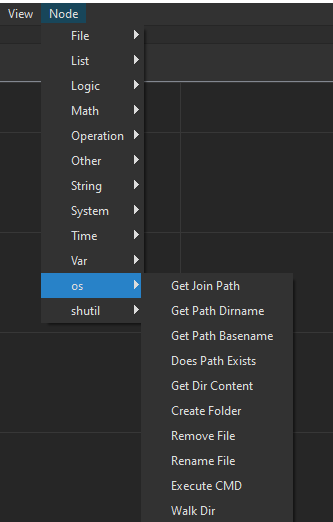 View Node
File
List
Logic
Math
Operation
Other
String
System
Time
Var
os
shutil
Get Join Path
Get Path Dirname
Get Path Basename
Does Path Exists
Get Dir Content
Create Folder
Remove File
Rename File
Execute CMD
Walk Dir